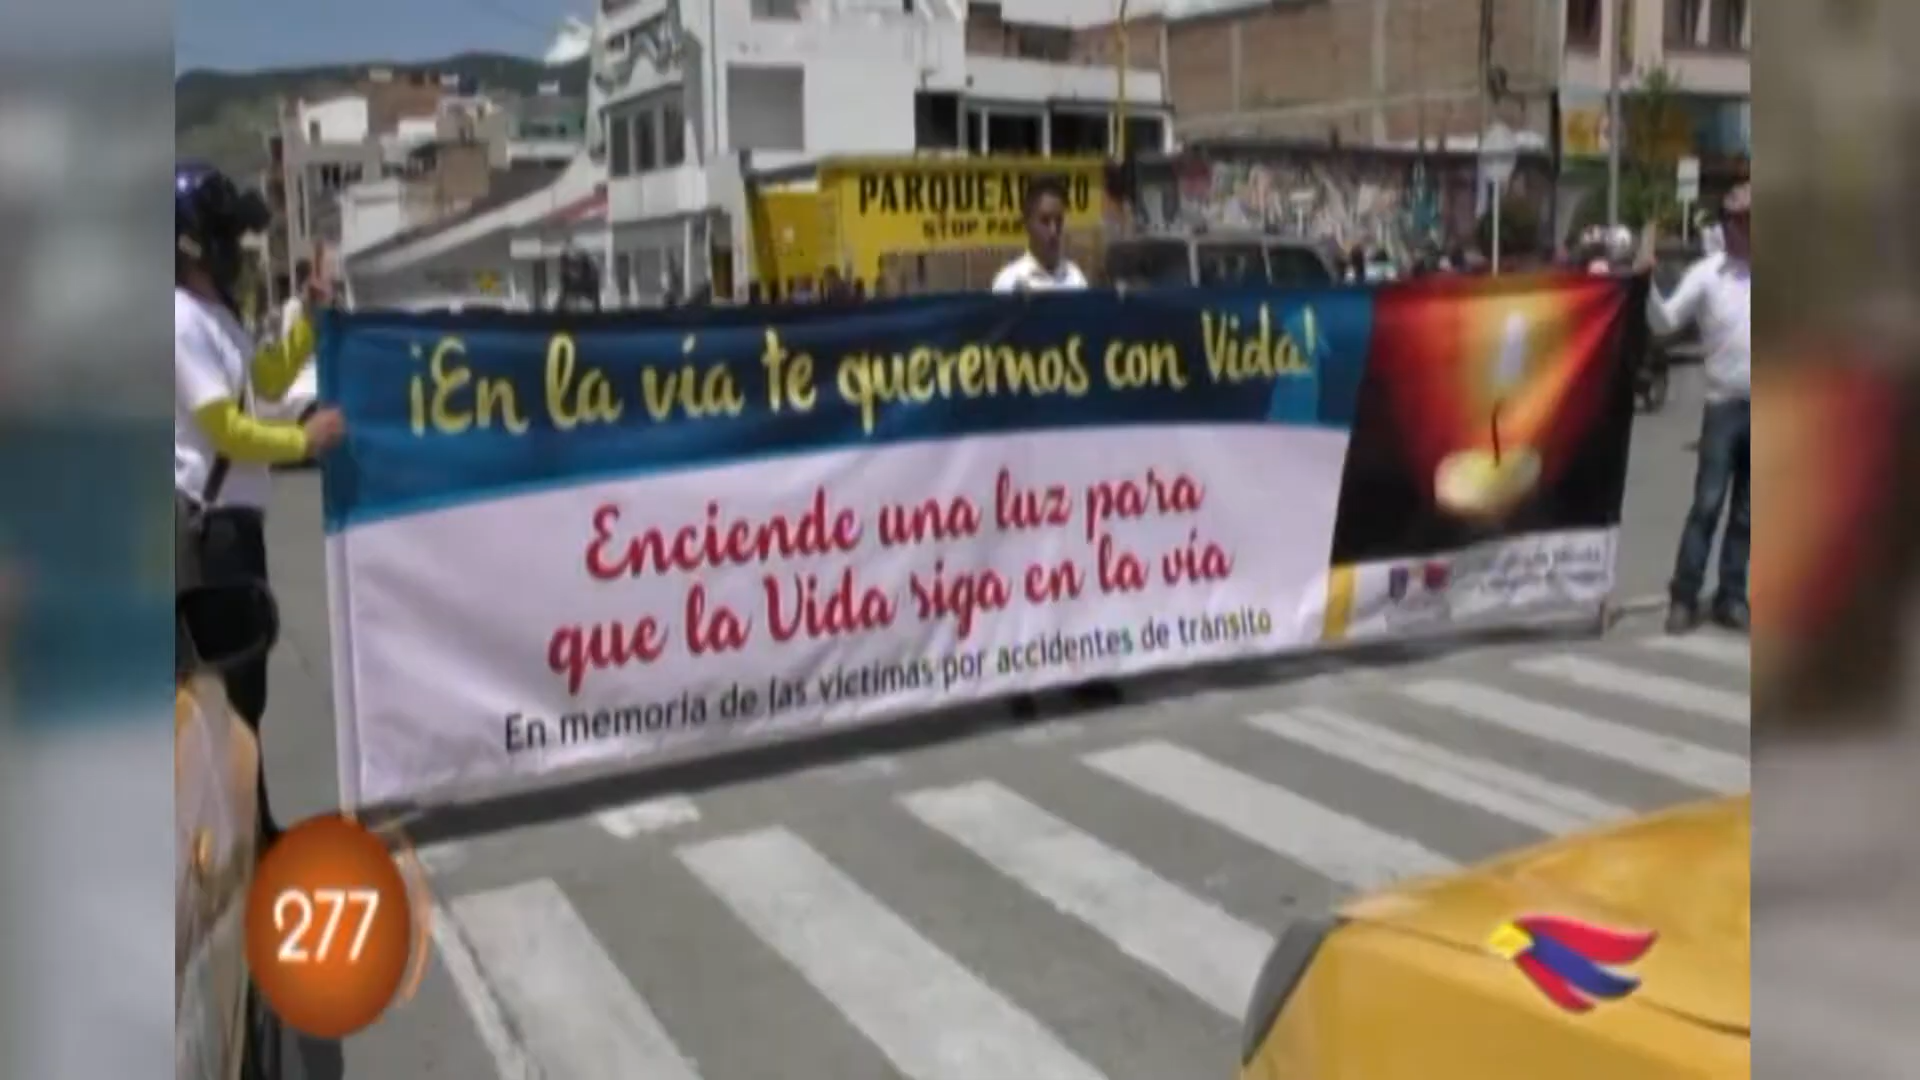 PARQUEADERO
STOP PAR
¡En la vía te queremos con Vida!
Enciende una luz para
que la Vida siga en la vía
En memoria de las víctimas por accidentes de tránsito
277